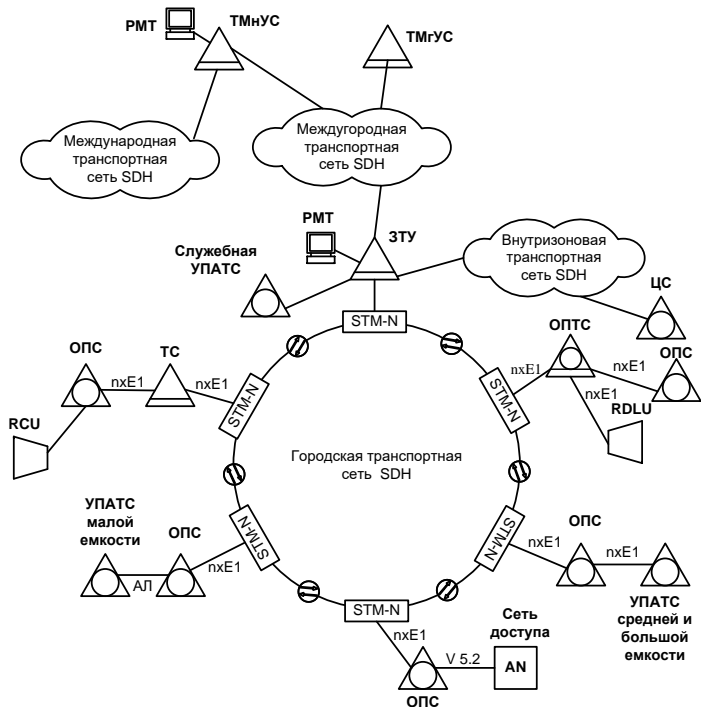 РМТ
ТМнУС
ТМгУС
Международная
транспортная
сеть SDH
Междугородная
транспортная
сеть SDH
РМТ
ЗТУ
Служебная
УПАТС
Внутризоновая
транспортная
сеть SDH
ЦС
STM-N
ОПС
nxE1
ТС
nxE1
STM-N
RCU
ОПТС
nxE1
nxE1
ОПС
nxE1
RDLU
STM-N
Городская транспортная
сеть SDH
УПАТС
малой
емкости
ОПС
АЛ
nxE1
STM-N
STM-N
nxE1
ОПС
nxE1
УПАТС
средней и
большой
емкости
STM-N
nxE1
ОПС
V 5.2
Сеть
доступа
AN